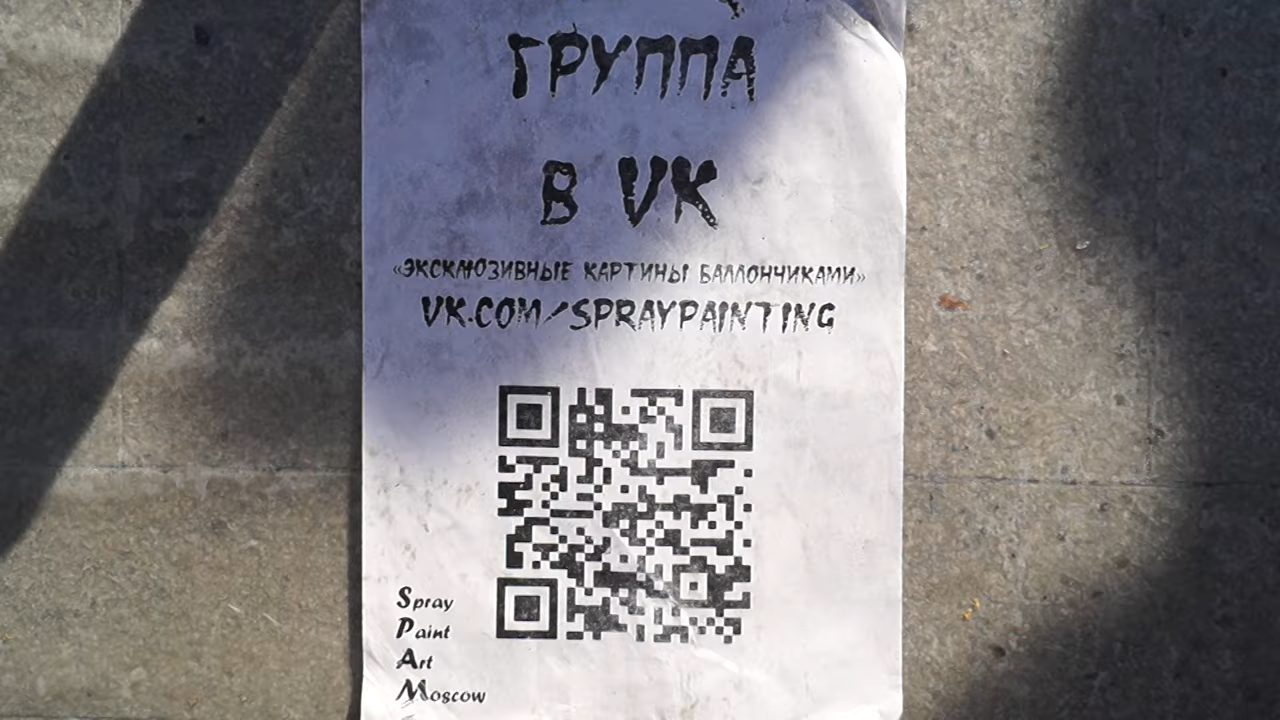 ГРУППА
В VK
«ЭКСКЛЮЗИВНЫЕ КАРТИНЫ БАЛЛОНЧИКАМИ»
VK.COM/SPRAYPAINTING
Spray
Paint
Art
Moscow